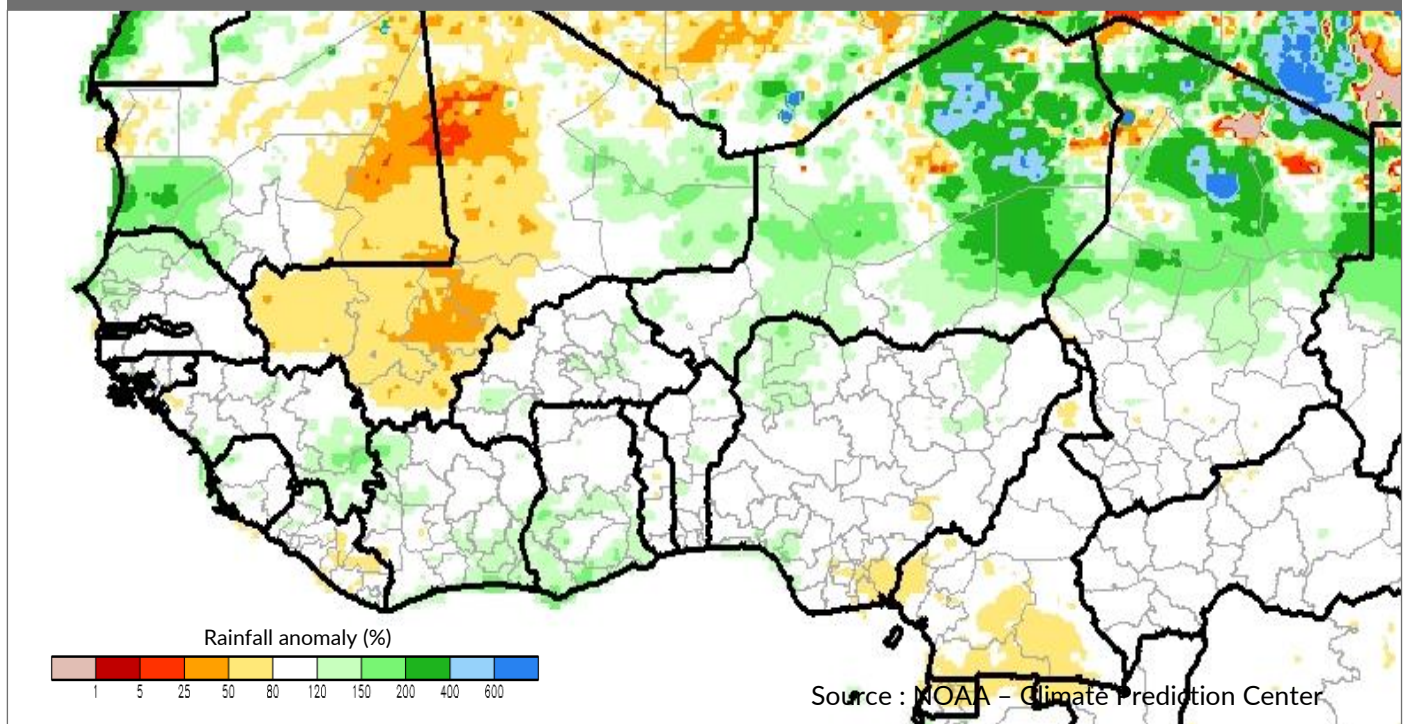 Rainfall anomaly (%)
1 5 25 50 80 120 150 200 400 600
Source : NOAA – Climate Prediction Center